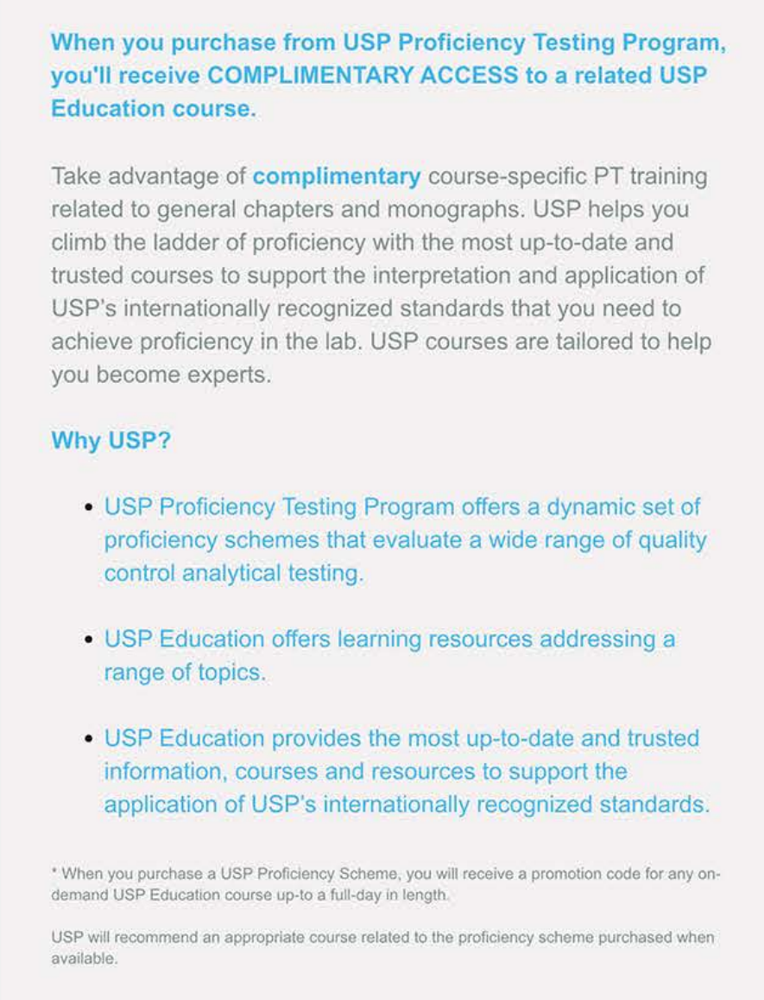 When you purchase from USP Proficiency Testing Program,
you'll receive COMPLIMENTARY ACCESS to a related USP
Education course.
Take advantage of complimentary course-specific PT training
related to general chapters and monographs. USP helps you
climb the ladder of proficiency with the most up-to-date and
trusted courses to support the interpretation and application of
USP's internationally recognized standards that you need to
achieve proficiency in the lab. USP courses are tailored to help
you become experts.
Why USP?
• USP Proficiency Testing Program offers a dynamic set of
proficiency schemes that evaluate a wide range of quality
control analytical testing.
• USP Education offers learning resources addressing a
range of topics.
• USP Education provides the most up-to-date and trusted
information, courses and resources to support the
application of USP's internationally recognized standards.
* When you purchase a USP Proficiency Scheme, you will receive a promotion code for any on-
demand USP Education course up-to a full-day in length.
USP will recommend an appropriate course related to the proficiency scheme purchased when
available.